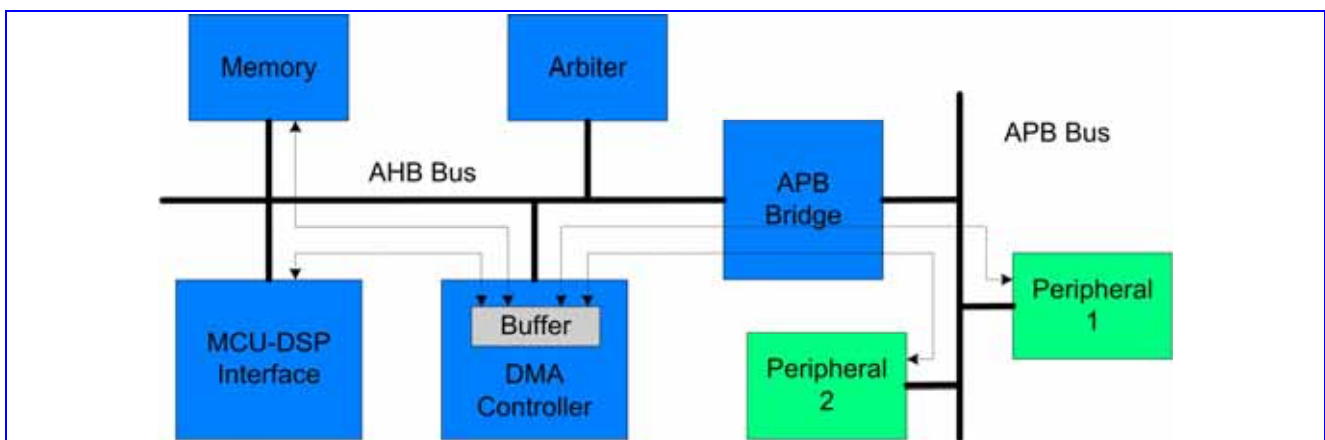 Memory
Arbiter
APB Bus
AHB Bus
APB
Bridge
MCU-DSP
Interface
Buffer
DMA
Controller
Peripheral
1
Peripheral
2